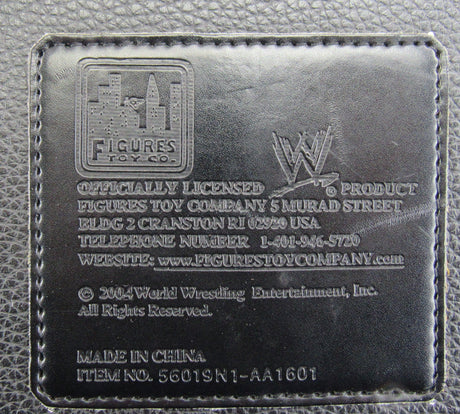 FIGURES
TOY CO.
W
OFFICIALLY LICENSED PRODUCT
FIGURES TOY COMPANY 5 MURAD STREET
BLDG 2 CRANSTON RI 02920 USA
TELEPHONE NUMBER 1-401-946-5720
WEBSITE: www.FIGURESTOYCOMPANY.com
© 2004 World Wrestling Entertainment, Inc.
All Rights Reserved.
MADE IN CHINA
ITEM NO. 56019N1-AA1601